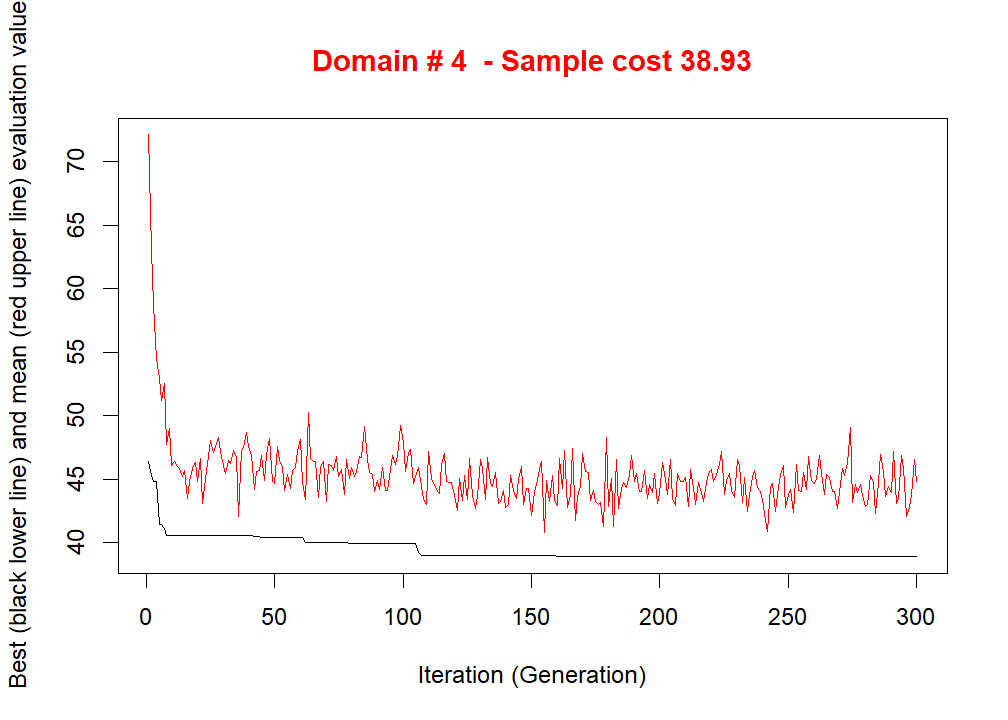 Domain # 4  - Sample cost 38.93
Best (black lower line) and mean (red upper line) evaluation value
70
65
60
55
50
45
40
0 50 100 150 200 250 300
Iteration (Generation)